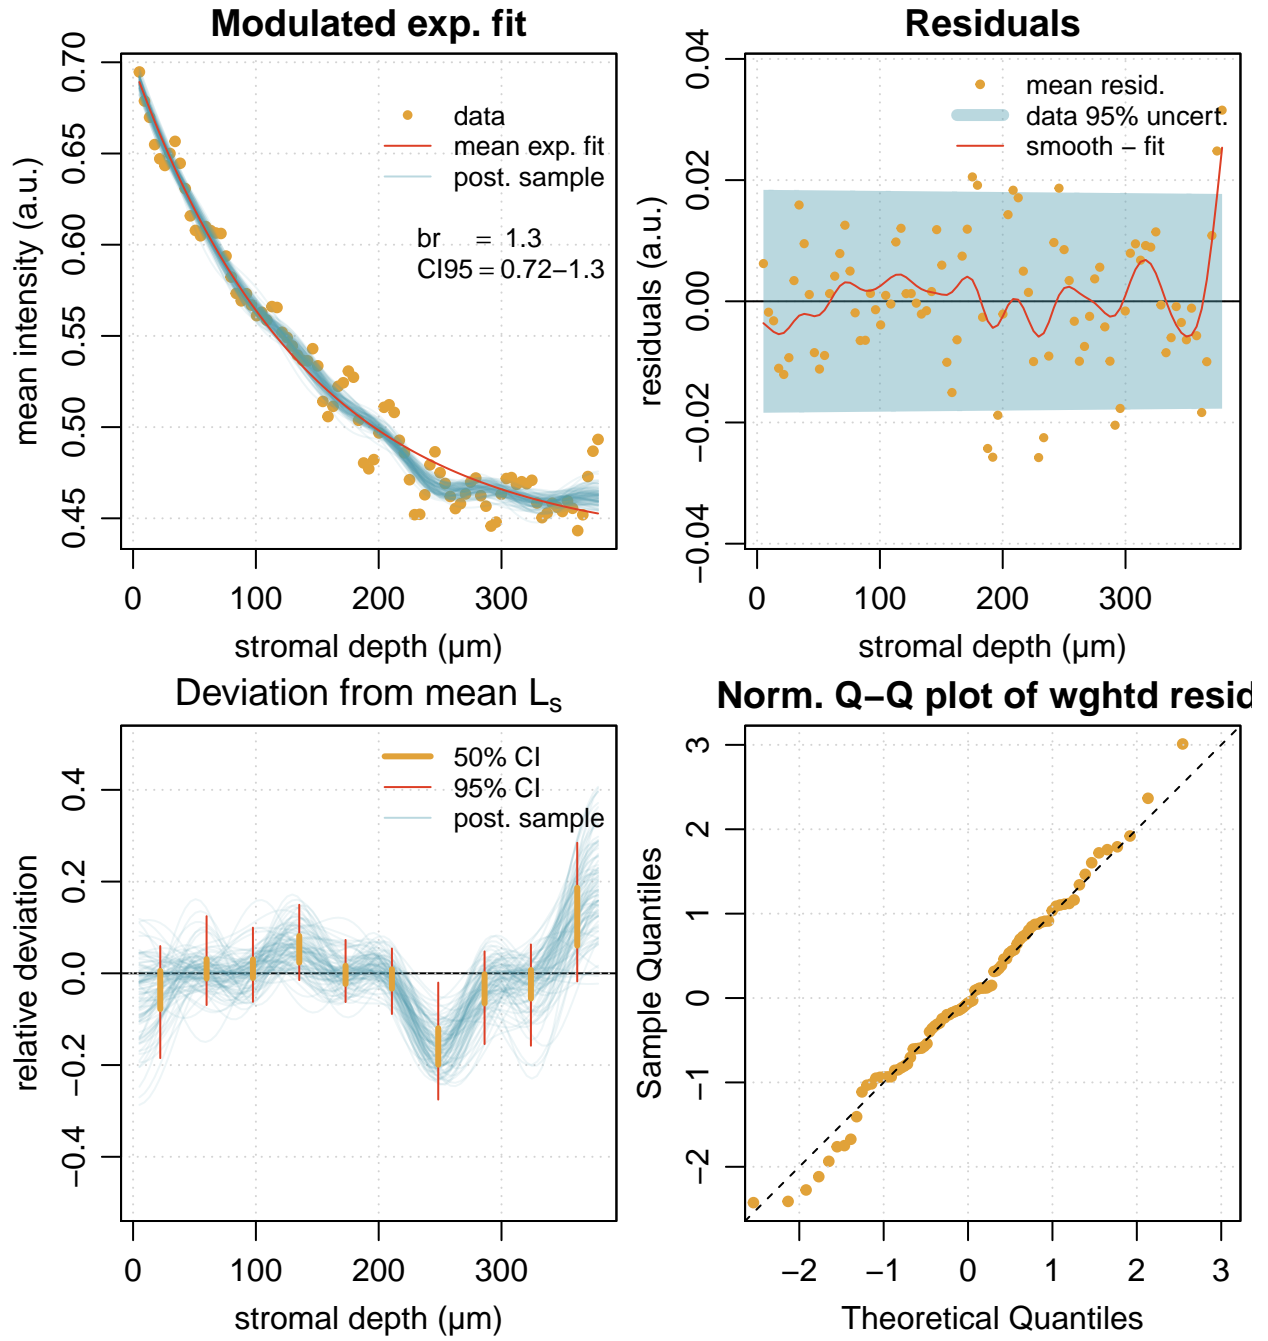 Modulated exp. fit
mean intensity (a.u.)
0.70
0.65
0.60
0.55
0.50
0.45
data
mean exp. fit
post. sample
br = 1.3
CI95 = 0.72−1.3
0 100 200 300
stromal depth (µm)
Residuals
residuals (a.u.)
0.04
0.02
0.00
−0.02
−0.04
mean resid.
data 95% uncert.
smooth − fit
0 100 200 300
stromal depth (µm)
Deviation from mean Ls
relative deviation
0.4
0.2
0.0
−0.2
−0.4
50% CI
95% CI
post. sample
0 100 200 300
stromal depth (µm)
Norm. Q−Q plot of wghtd resid
Sample Quantiles
3
2
1
0
−1
−2
−2 −1 0 1 2 3
Theoretical Quantiles